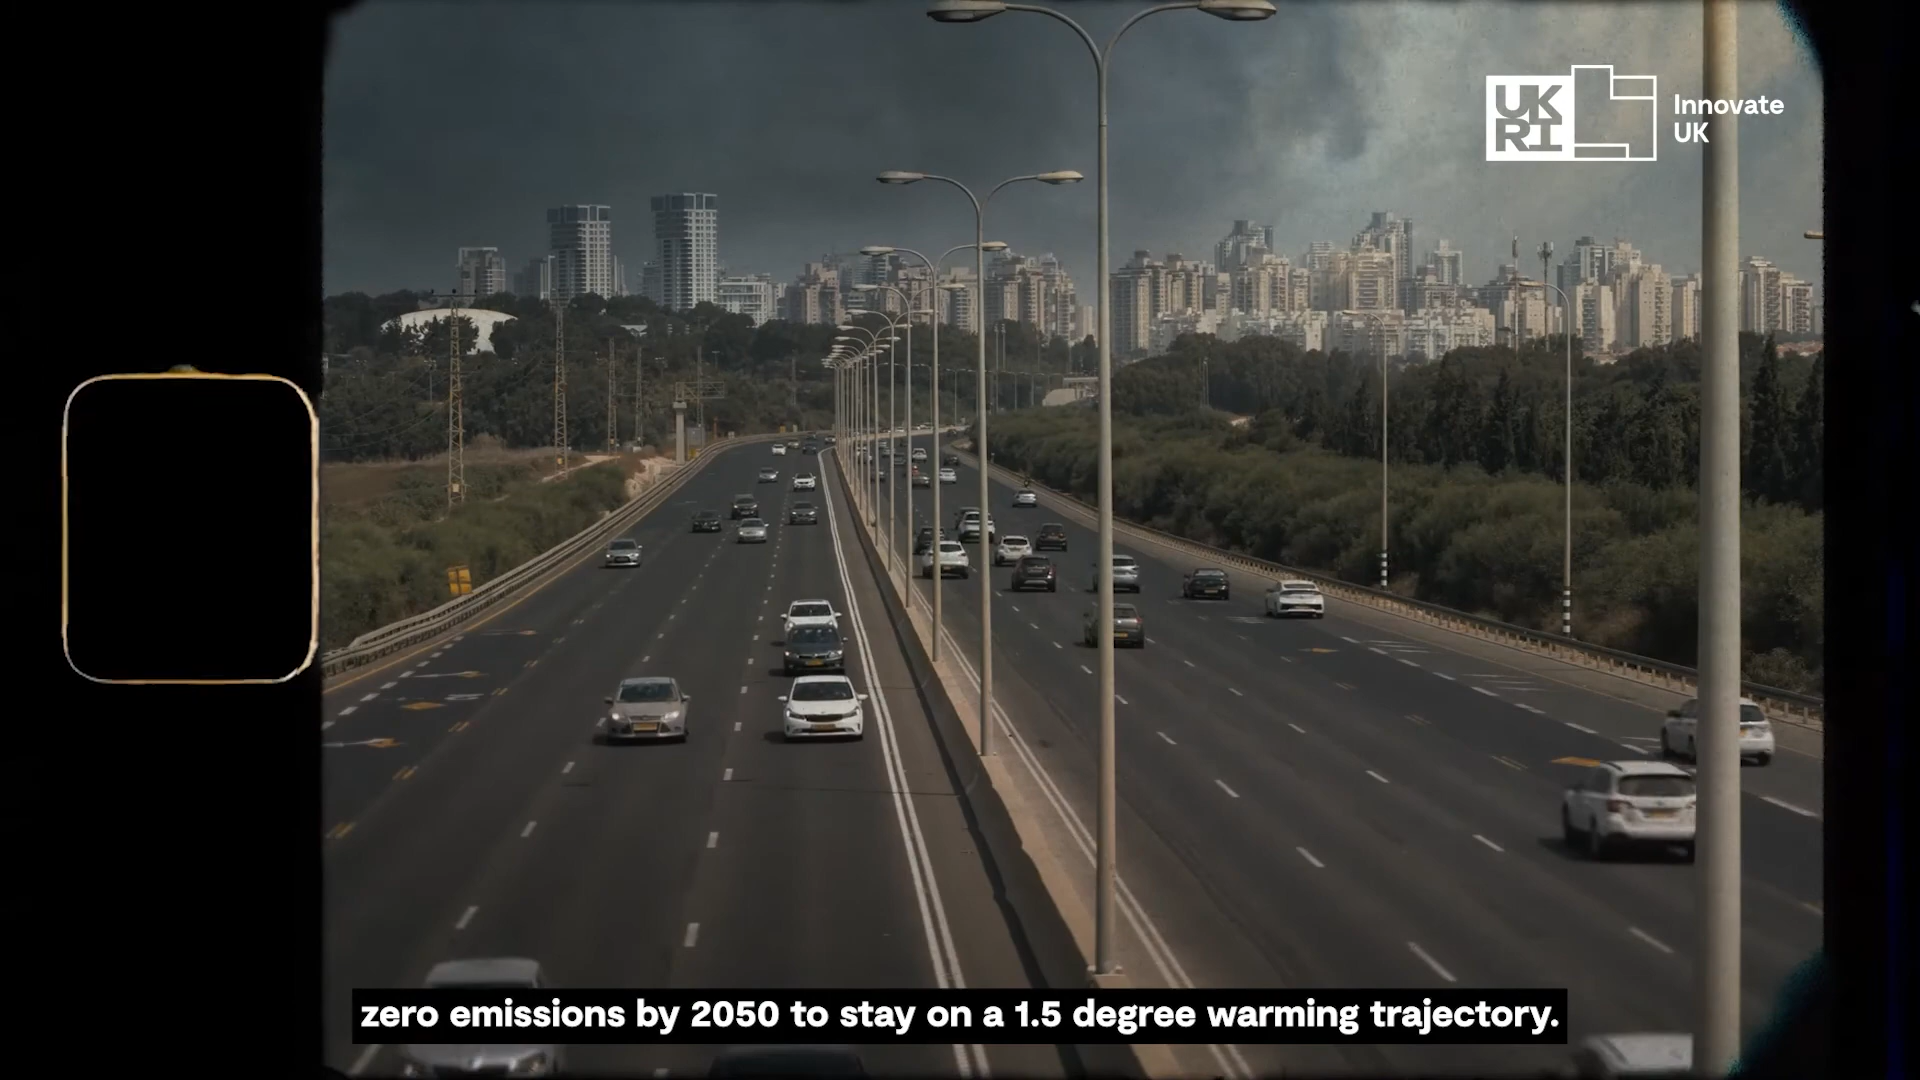 UK
RI
Innovate
UK
zero emissions by 2050 to stay on a 1.5 degree warming trajectory.